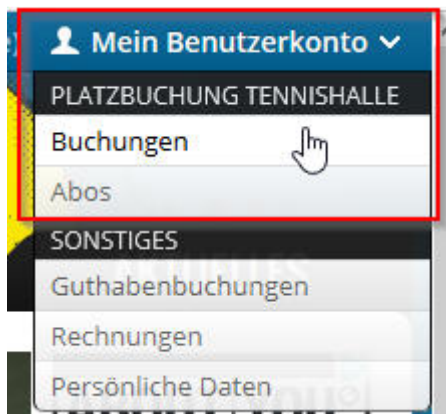 Mein Benutzerkonto
PLATZBUCHUNG TENNISHALLE
Buchungen
Abos
SONSTIGES
Guthabenbuchungen
Rechnungen
Persönliche Daten